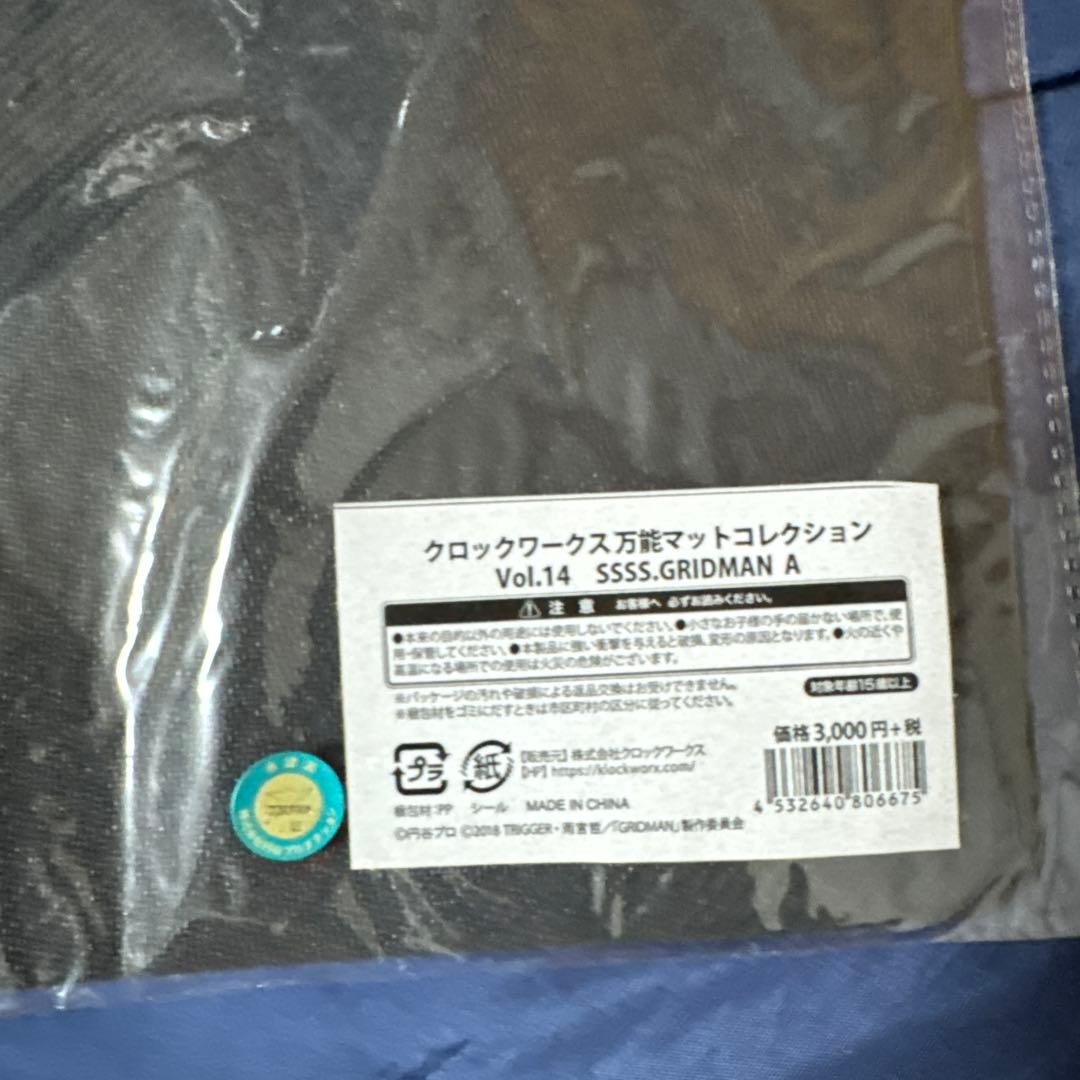 クロックワークス万能マットコレクション
Vol.14 SSSS.GRIDMAN A
注意 お客様へ 必ずお読みください。
●本来の目的以外の用途には使用しないでください。●小さなお子様の手の届かない場所で、使
用・保管してください。●本製品に強い衝撃を与えると破損、変形の原因となります。●火の近くや
高温になる場所での使用は火災の危険がございます。
※パッケージの汚れや破損による返品交換はお受けできません。
※梱包材をゴミにだすときは市区町村の区分に従ってください。
対象年齢15歳以上
価格3,000円+税
プラ
紙
【販売元】株式会社クロックワークス
【HP】https://klockworx.com/
梱包材:PP シール MADE IN CHINA
©円谷プロ ©2018 TRIGGER・雨宮哲/「GRIDMAN」製作委員会
4 532640 806675